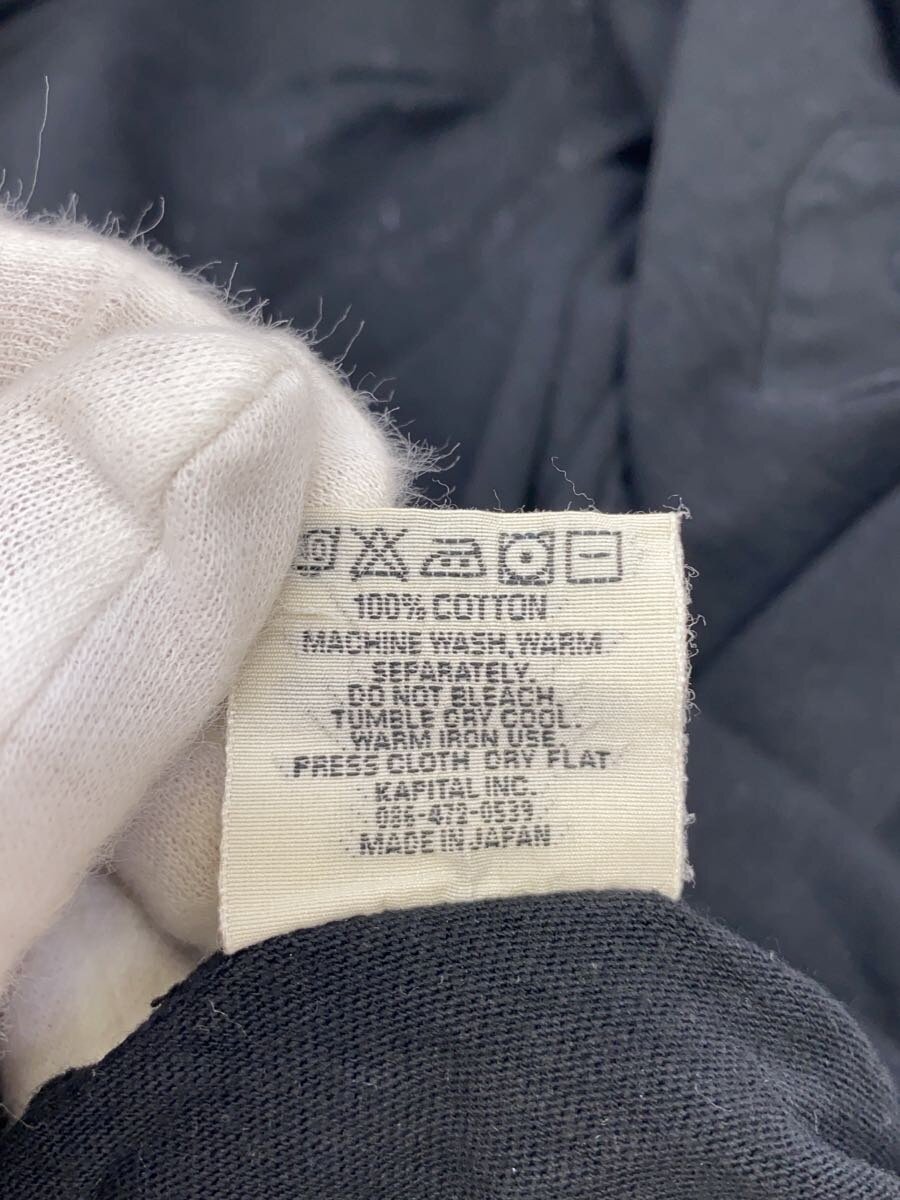 100% COTTON
MACHINE WASH, WARM
SEPARATELY.
DO NOT BLEACH.
TUMBLE CRY COOL.
WARM IRON USE
PRESS CLOTH DRY FLAT
KAPITAL INC.
086-473-0539
MADE IN JAPAN